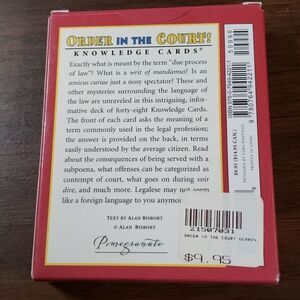 ORDER IN THE COURT!
KNOWLEDGE CARDS®
Exactly what is meant by the term "due process
of law"? What is a writ of mandamus? Is an
amicus curiae just a nosy spectator? These and
other mysteries surrounding the language of
the law are unraveled in this intriguing, infor-
mative deck of forty-eight Knowledge Cards.
The front of each card asks the meaning of a
term commonly used in the legal profession;
the answer is provided on the back, in terms
easily understood by the average citizen. Read
about the consequences of being served with a
subpoena, what offenses can be categorized as
contempt of court, what goes on during voir
dire, and much more. Legalese may not seem
like a foreign language to you anymore
TEXT BY ALAN BISBORT
© ALAN BISBORT
Pomegranate
21507031
ORDER IN THE COURT
$9.95
50995
$9.95 ($14.95 CAN.)